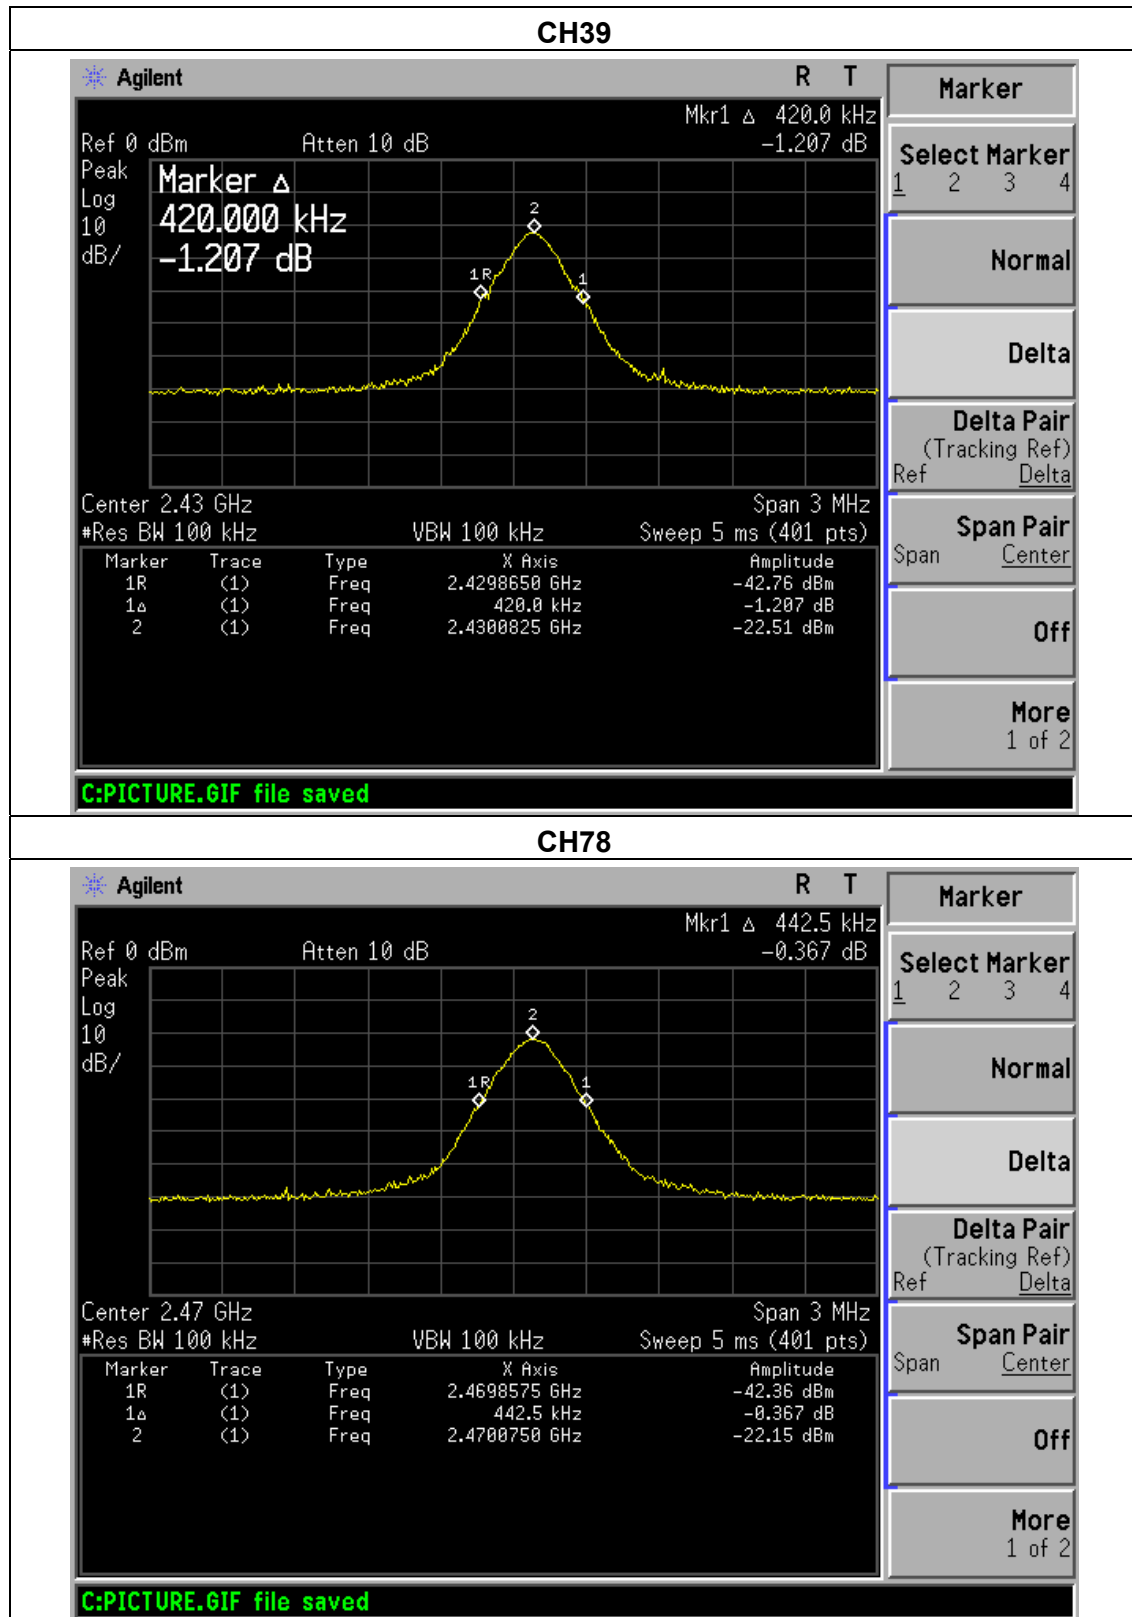 CH39
Agilent R T
Mkr1 Δ 420.0 kHz
Ref 0 dBm Atten 10 dB -1.207 dB
Peak
Log
10
dB/
Marker Δ
420.000 kHz
-1.207 dB
2
1R
1
Center 2.43 GHz Span 3 MHz
#Res BW 100 kHz VBW 100 kHz Sweep 5 ms (401 pts)
Marker Trace Type X Axis Amplitude
1R (1) Freq 2.4298650 GHz -42.76 dBm
1Δ (1) Freq 420.0 kHz -1.207 dB
2 (1) Freq 2.4300825 GHz -22.51 dBm
Marker
Select Marker
1 2 3 4
Normal
Delta
Delta Pair
(Tracking Ref)
Ref Delta
Span Pair
Span Center
Off
More
1 of 2
C:PICTURE.GIF file saved
CH78
Agilent R T
Mkr1 Δ 442.5 kHz
Ref 0 dBm Atten 10 dB -0.367 dB
Peak
Log
10
dB/
2
1R
1
Center 2.47 GHz Span 3 MHz
#Res BW 100 kHz VBW 100 kHz Sweep 5 ms (401 pts)
Marker Trace Type X Axis Amplitude
1R (1) Freq 2.4698575 GHz -42.36 dBm
1Δ (1) Freq 442.5 kHz -0.367 dB
2 (1) Freq 2.4700750 GHz -22.15 dBm
Marker
Select Marker
1 2 3 4
Normal
Delta
Delta Pair
(Tracking Ref)
Ref Delta
Span Pair
Span Center
Off
More
1 of 2
C:PICTURE.GIF file saved